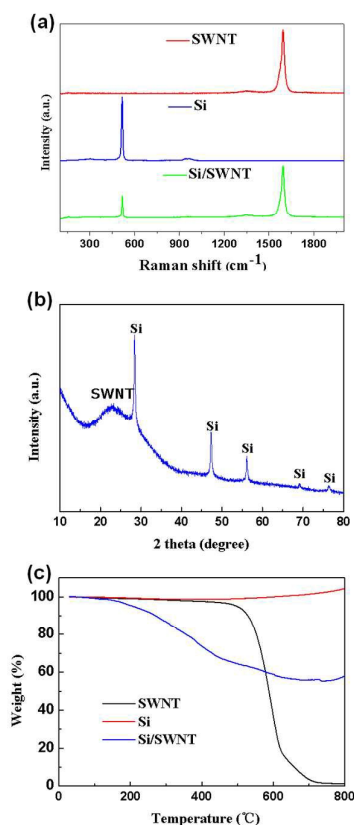 (a)
SWNT
Si
Si/SWNT
Intensity (a.u.)
300 600 900 1200 1500 1800
Raman shift (cm-1)
(b)
Si
SWNT
Si
Si
Si
Si
Intensity (a.u.)
10 20 30 40 50 60 70 80
2 theta (degree)
(c)
100
80
60
40
20
0
Weight (%)
SWNT
Si
Si/SWNT
0 200 400 600 800
Temperature (℃)